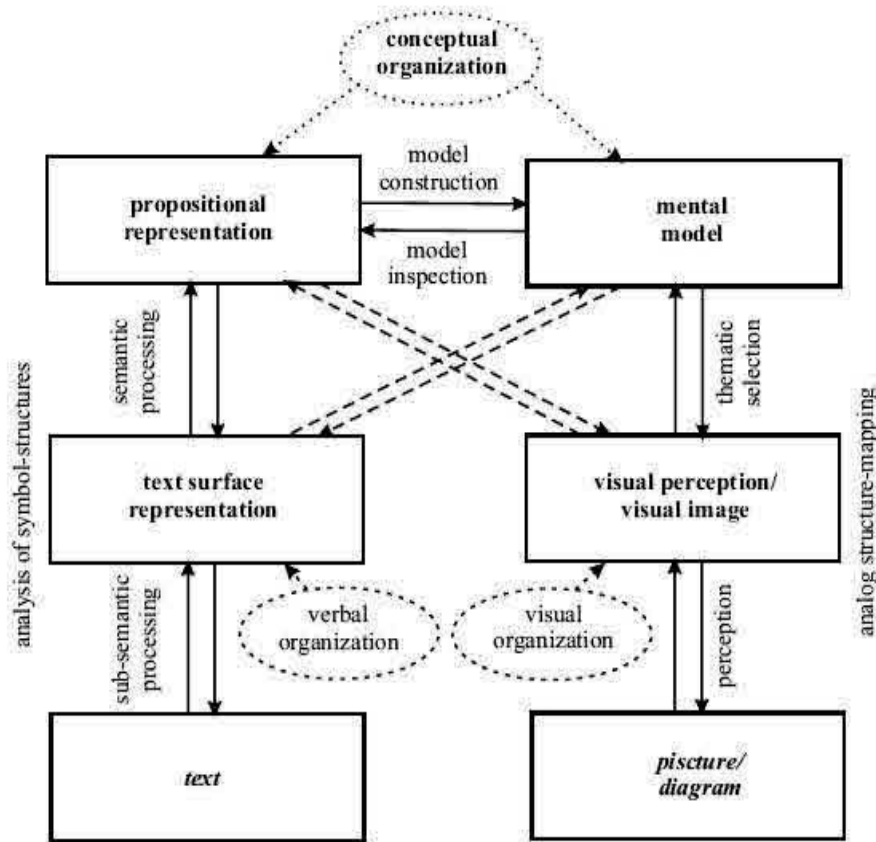 conceptual
organization
propositional
representation
model
construction
model
inspection
mental
model
semantic
processing
thematic
selection
analysis of symbol-structures
analog structure-mapping
text surface
representation
visual perception/
visual image
sub-semantic
processing
verbal
organization
visual
organization
perception
text
piscture/
diagram